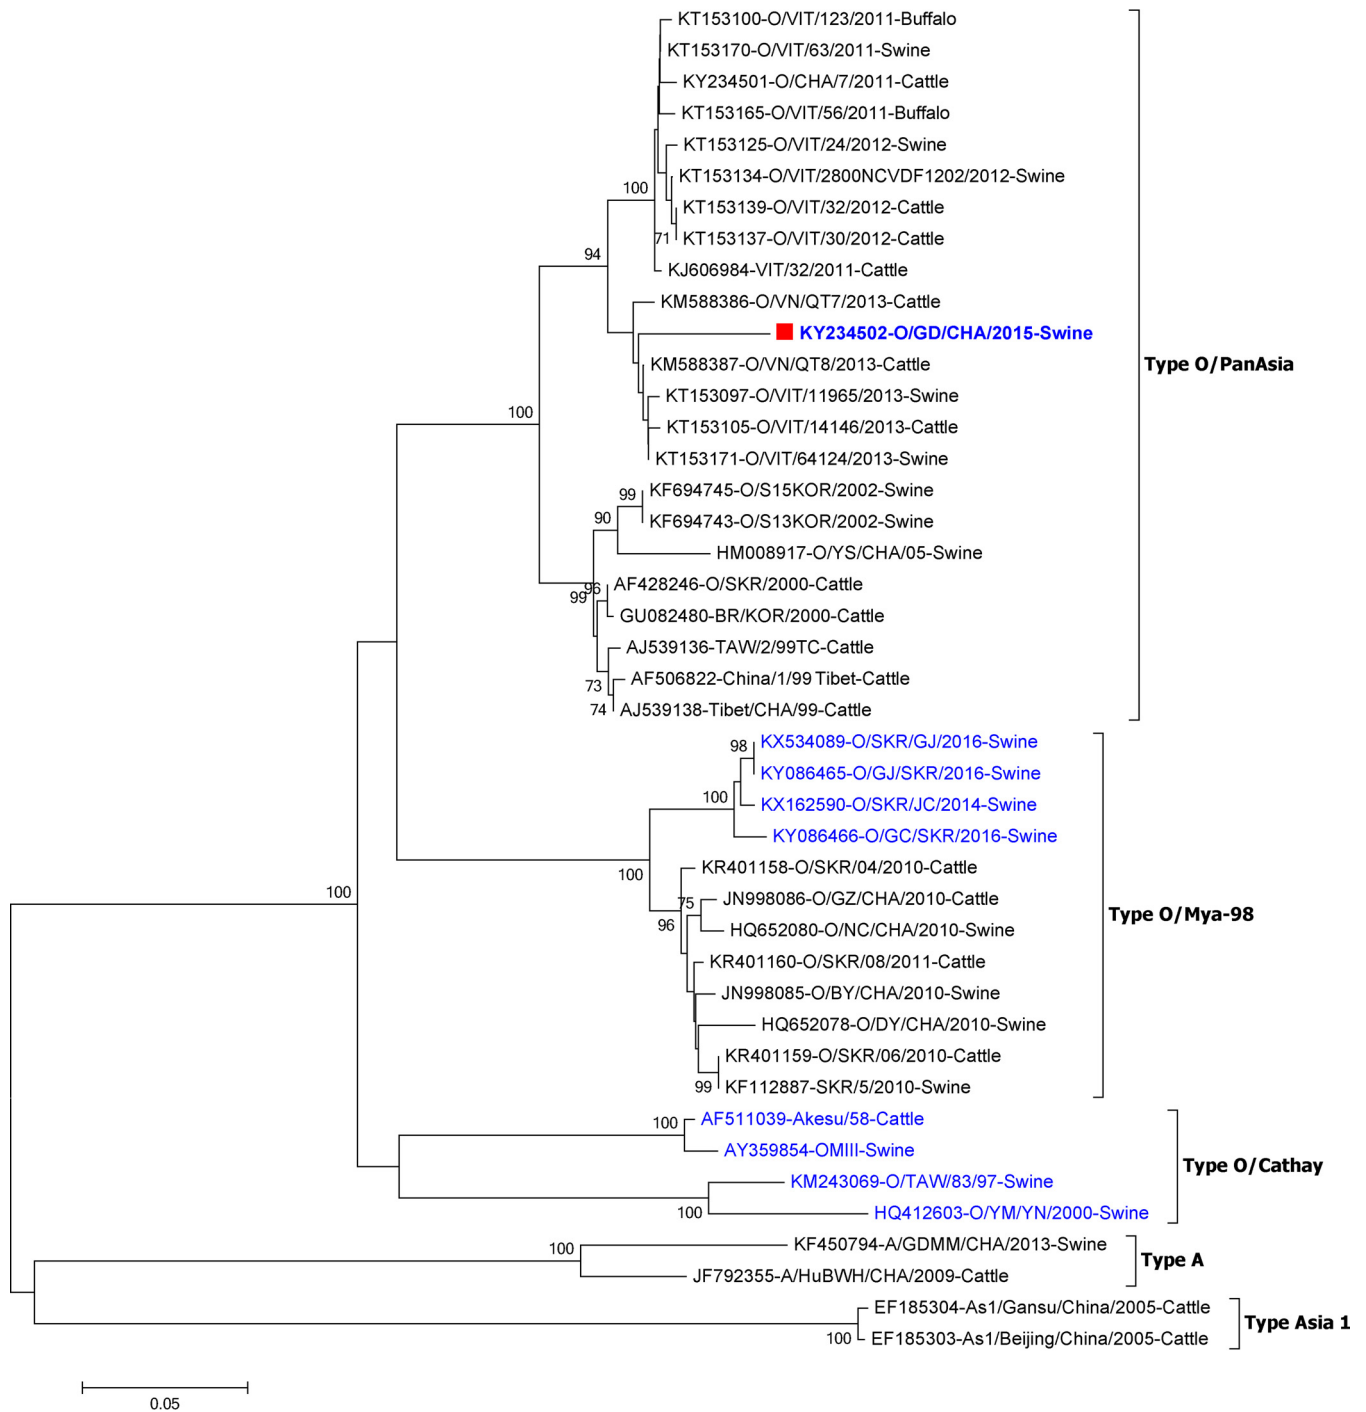 KT153100-O/VIT/123/2011-Buffalo
KT153170-O/VIT/63/2011-Swine
KY234501-O/CHA/7/2011-Cattle
KT153165-O/VIT/56/2011-Buffalo
KT153125-O/VIT/24/2012-Swine
KT153134-O/VIT/2800NCVDF1202/2012-Swine
100
KT153139-O/VIT/32/2012-Cattle
71
KT153137-O/VIT/30/2012-Cattle
94
KJ606984-VIT/32/2011-Cattle
KM588386-O/VN/QT7/2013-Cattle
KY234502-O/GD/CHA/2015-Swine
KM588387-O/VN/QT8/2013-Cattle
Type O/PanAsia
KT153097-O/VIT/11965/2013-Swine
100
KT153105-O/VIT/14146/2013-Cattle
KT153171-O/VIT/64124/2013-Swine
99
KF694745-O/S15KOR/2002-Swine
90
KF694743-O/S13KOR/2002-Swine
HM008917-O/YS/CHA/05-Swine
96
AF428246-O/SKR/2000-Cattle
99
GU082480-BR/KOR/2000-Cattle
AJ539136-TAW/2/99TC-Cattle
73
AF506822-China/1/99 Tibet-Cattle
74
AJ539138-Tibet/CHA/99-Cattle
98
KX534089-O/SKR/GJ/2016-Swine
KY086465-O/GJ/SKR/2016-Swine
100
KX162590-O/SKR/JC/2014-Swine
KY086466-O/GC/SKR/2016-Swine
100
KR401158-O/SKR/04/2010-Cattle
100
75
JN998086-O/GZ/CHA/2010-Cattle
Type O/Mya-98
96
HQ652080-O/NC/CHA/2010-Swine
KR401160-O/SKR/08/2011-Cattle
JN998085-O/BY/CHA/2010-Swine
HQ652078-O/DY/CHA/2010-Swine
KR401159-O/SKR/06/2010-Cattle
99
KF112887-SKR/5/2010-Swine
100
AF511039-Akesu/58-Cattle
AY359854-OMIII-Swine
Type O/Cathay
KM243069-O/TAW/83/97-Swine
100
HQ412603-O/YM/YN/2000-Swine
100
KF450794-A/GDMM/CHA/2013-Swine
Type A
JF792355-A/HuBWH/CHA/2009-Cattle
EF185304-As1/Gansu/China/2005-Cattle
Type Asia 1
100
EF185303-As1/Beijing/China/2005-Cattle
0.05